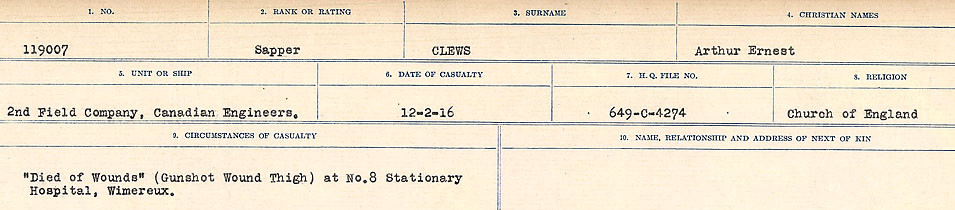 1. NO.
2. RANK OR RATING
3. SURNAME
4. CHRISTIAN NAMES
119007
Sapper
CLEWS
Arthur Ernest
5. UNIT OR SHIP
6. DATE OF CASUALTY
7. H. Q. FILE NO.
8. RELIGION
2nd Field Company, Canadian Engineers.
12-2-16
649-C-4274
Church of England
9. CIRCUMSTANCES OF CASUALTY
10. NAME, RELATIONSHIP AND ADDRESS OF NEXT OF KIN
"Died of Wounds" (Gunshot Wound Thigh) at No.8 Stationary
Hospital, Wimereux.